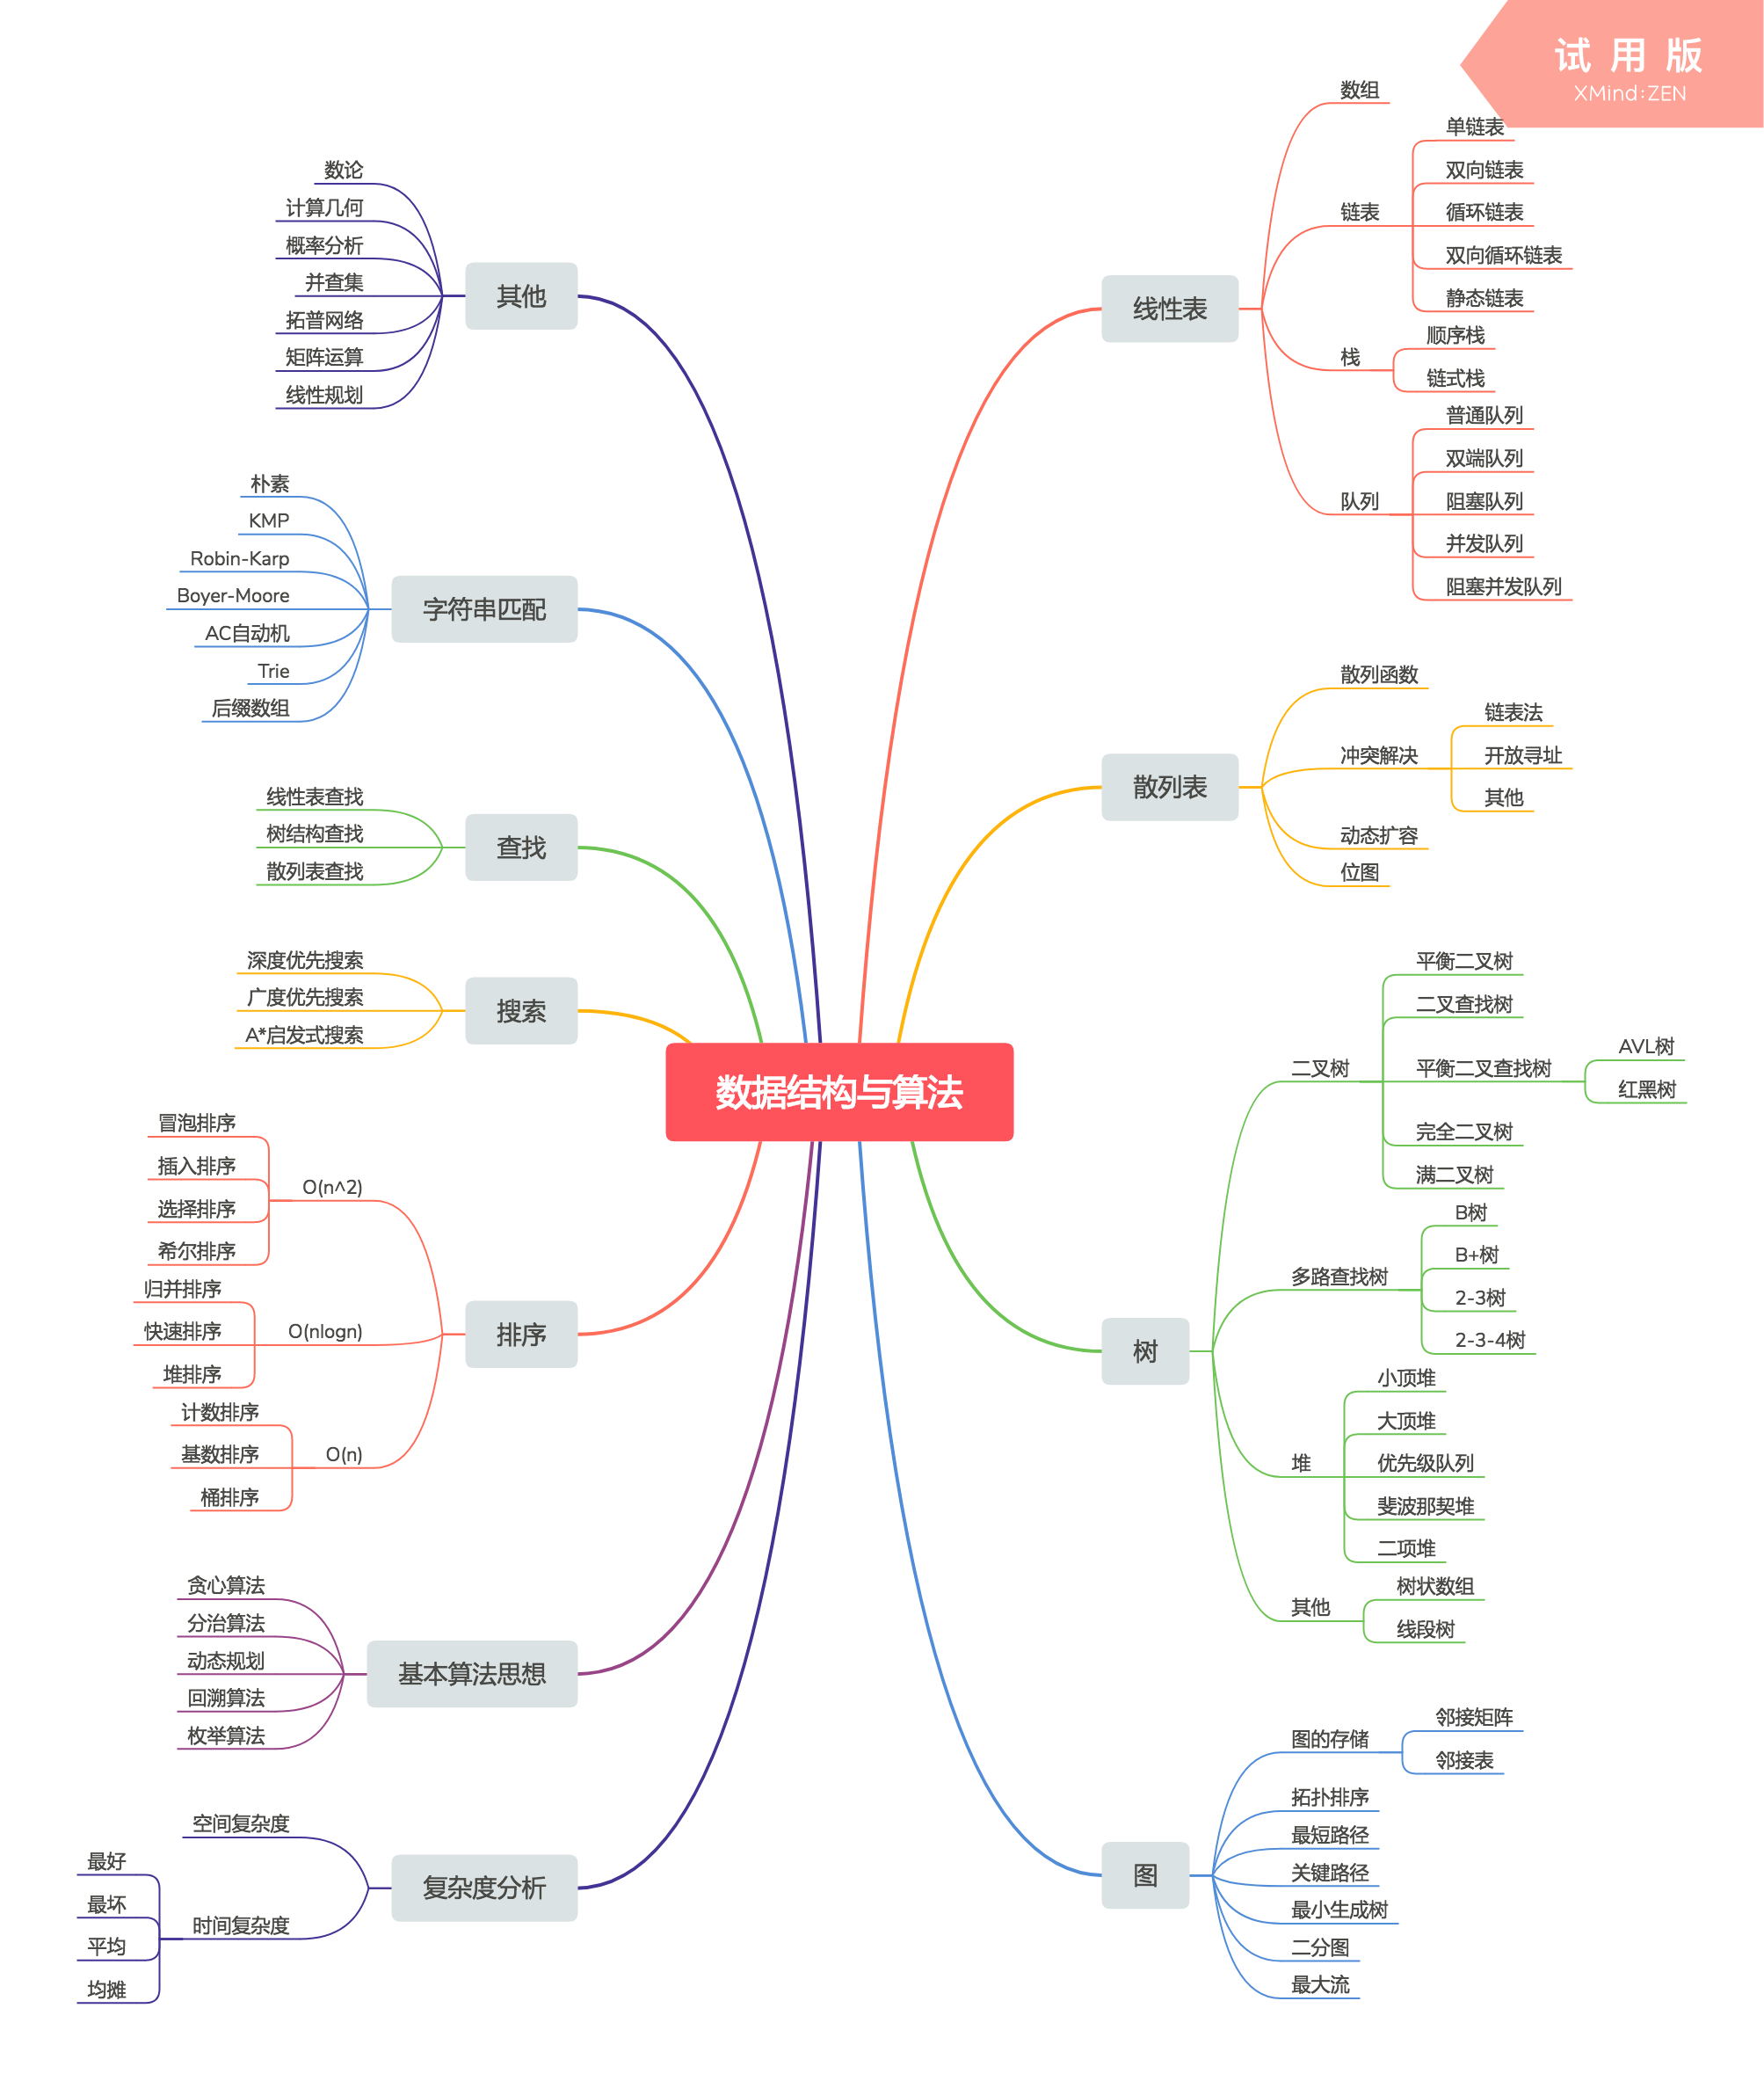 试用版
XMind:ZEN
数据结构与算法
线性表
数组
链表
单链表
双向链表
循环链表
双向循环链表
静态链表
栈
顺序栈
链式栈
队列
普通队列
双端队列
阻塞队列
并发队列
阻塞并发队列
散列表
散列函数
冲突解决
链表法
开放寻址
其他
动态扩容
位图
树
二叉树
平衡二叉树
二叉查找树
平衡二叉查找树
AVL树
红黑树
完全二叉树
满二叉树
多路查找树
B树
B+树
2-3树
2-3-4树
堆
小顶堆
大顶堆
优先级队列
斐波那契堆
二项堆
其他
树状数组
线段树
图
图的存储
邻接矩阵
邻接表
拓扑排序
最短路径
关键路径
最小生成树
二分图
最大流
其他
数论
计算几何
概率分析
并查集
拓普网络
矩阵运算
线性规划
字符串匹配
朴素
KMP
Robin-Karp
Boyer-Moore
AC自动机
Trie
后缀数组
查找
线性表查找
树结构查找
散列表查找
搜索
深度优先搜索
广度优先搜索
A*启发式搜索
排序
O(n^2)
冒泡排序
插入排序
选择排序
希尔排序
O(nlogn)
归并排序
快速排序
堆排序
O(n)
计数排序
基数排序
桶排序
基本算法思想
贪心算法
分治算法
动态规划
回溯算法
枚举算法
复杂度分析
空间复杂度
时间复杂度
最好
最坏
平均
均摊